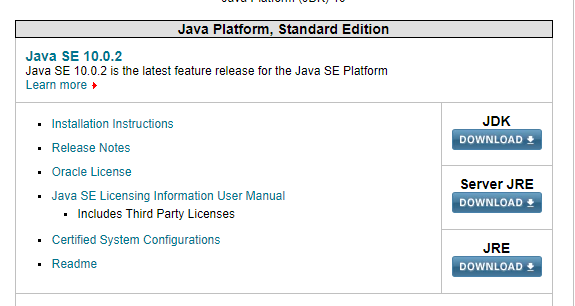 Java Platform (JDK) 10
Java Platform, Standard Edition
Java SE 10.0.2
Java SE 10.0.2 is the latest feature release for the Java SE Platform
Learn more
Installation Instructions
Release Notes
Oracle License
Java SE Licensing Information User Manual
Includes Third Party Licenses
Certified System Configurations
Readme
JDK
DOWNLOAD
Server JRE
DOWNLOAD
JRE
DOWNLOAD